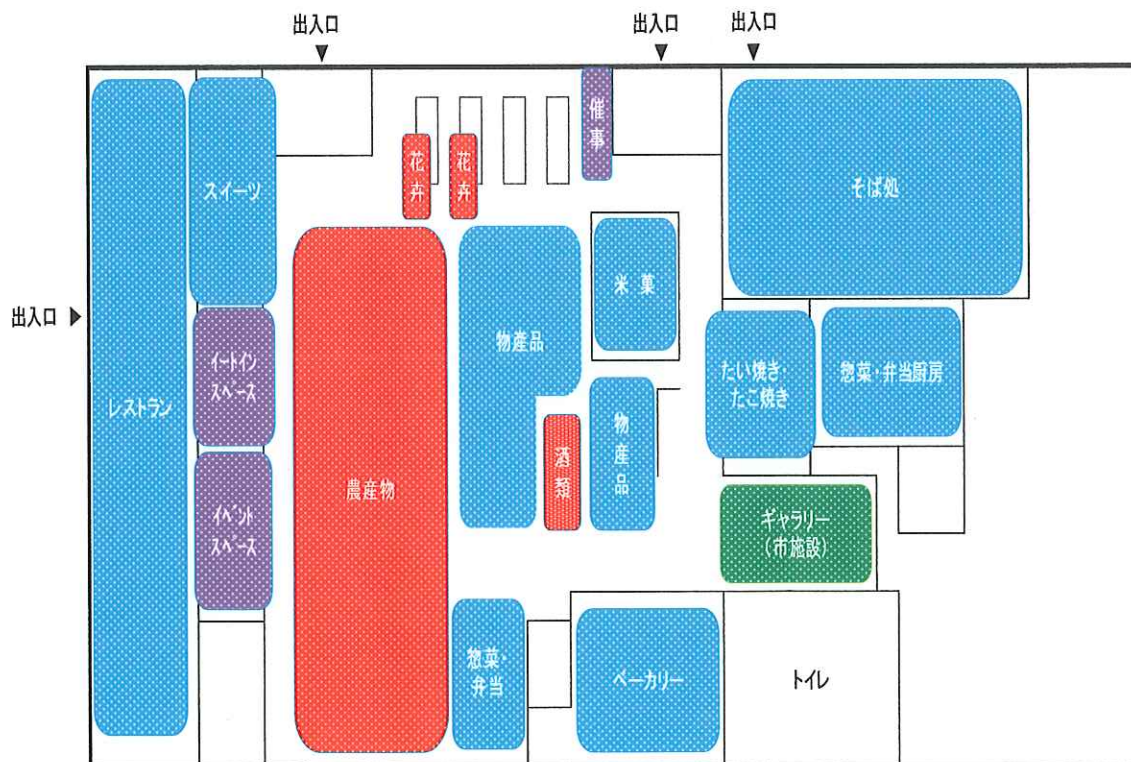 出入口
出入口
出入口
催事
花卉
花卉
スイーツ
そば処
米菓
出入口
物産品
イートイン
スペース
たい焼き・
たこ焼き
惣菜・弁当厨房
レストラン
物産品
酒類
農産物
イベント
スペース
ギャラリー
(市施設)
惣菜・
弁当
ベーカリー
トイレ